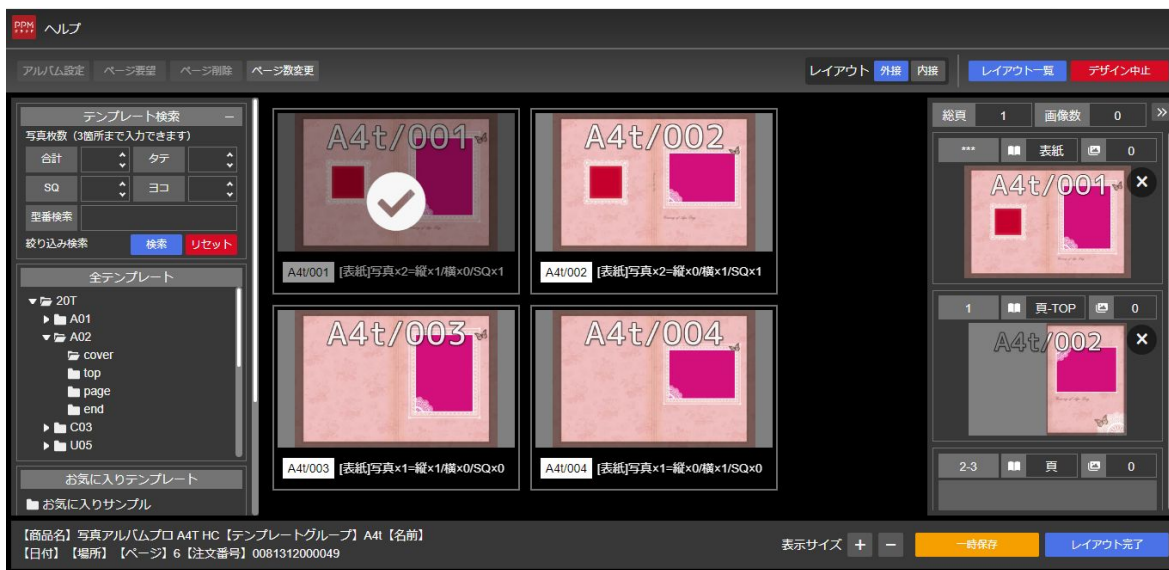 PPM ヘルプ
アルバム設定 ページ要望 ページ削除 ページ数変更 レイアウト 外接 内接 レイアウト一覧 デザイン中止
テンプレート検索 －
写真枚数（3箇所まで入力できます）
合計 タテ
SQ ヨコ
型番検索
絞り込み検索 検索 リセット
全テンプレート
20T
A01
A02
cover
top
page
end
C03
U05
お気に入りテンプレート
お気に入りサンプル
A4t/001
A4t/001 [表紙]写真×2=縦×1/横×0/SQ×1
A4t/002
A4t/002 [表紙]写真×2=縦×0/横×1/SQ×1
A4t/003
A4t/003 [表紙]写真×1=縦×1/横×0/SQ×0
A4t/004
A4t/004 [表紙]写真×1=縦×0/横×1/SQ×0
総頁 1 画像数 0 »
*** 表紙 0
A4t/001
1 頁-TOP 0
A4t/002
2-3 頁 0
【商品名】写真アルバムプロ A4T HC【テンプレートグループ】A4t【名前】
【日付】【場所】【ページ】6【注文番号】0081312000049
表示サイズ + － 一時保存 レイアウト完了